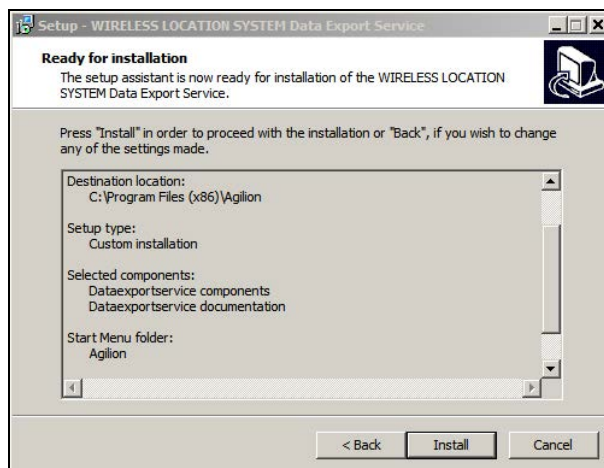 Setup - WIRELESS LOCATION SYSTEM Data Export Service
Ready for installation
The setup assistant is now ready for installation of the WIRELESS LOCATION
SYSTEM Data Export Service.
Press "Install" in order to proceed with the installation or "Back", if you wish to change
any of the settings made.
Destination location:
C:\Program Files (x86)\Agilion
Setup type:
Custom installation
Selected components:
Dataexportservice components
Dataexportservice documentation
Start Menu folder:
Agilion
< Back
Install
Cancel